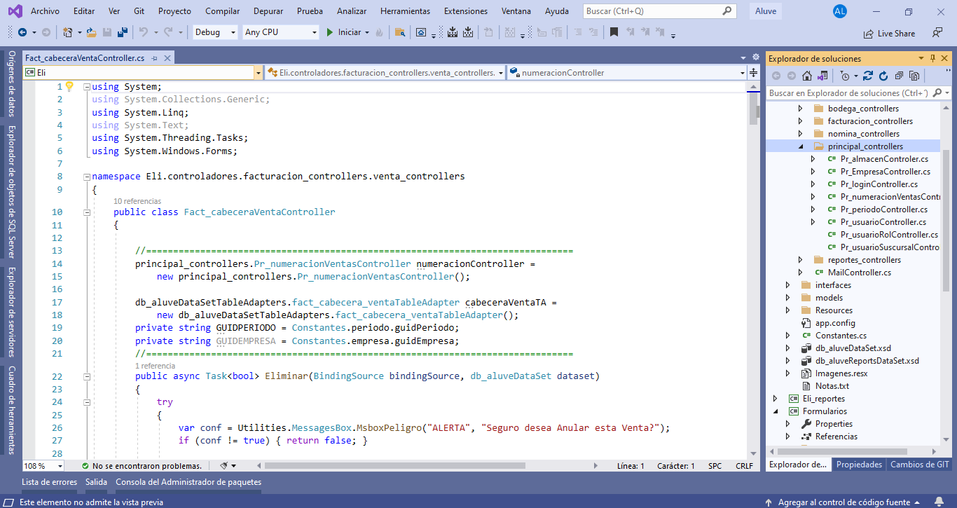 Archivo Editar Ver Git Proyecto Compilar Depurar Prueba Analizar Herramientas Extensiones Ventana Ayuda Buscar (Ctrl+Q) Aluve AL
Debug Any CPU Iniciar Live Share
Orígenes de datos
Explorador de objetos de SQL Server
Explorador de servidores
Cuadro de herramientas
Fact_cabeceraVentaController.cs
Eli Eli.controladores.facturacion_controllers.venta_controllers. numeracionController
1 using System;
2 using System.Collections.Generic;
3 using System.Linq;
4 using System.Text;
5 using System.Threading.Tasks;
6 using System.Windows.Forms;
7
8 namespace Eli.controladores.facturacion_controllers.venta_controllers
9 {
10 referencias
10 public class Fact_cabeceraVentaController
11 {
12
13 //================================================================================
14 principal_controllers.Pr_numeracionVentasController numeracionController =
15 new principal_controllers.Pr_numeracionVentasController();
16
17 db_aluveDataSetTableAdapters.fact_cabecera_ventaTableAdapter cabeceraVentaTA =
18 new db_aluveDataSetTableAdapters.fact_cabecera_ventaTableAdapter();
19 private string GUIDPERIODO = Constantes.periodo.guidPeriodo;
20 private string GUIDEMPRESA = Constantes.empresa.guidEmpresa;
21 //================================================================================
1 referencia
22 public async Task<bool> Eliminar(BindingSource bindingSource, db_aluveDataSet dataset)
23 {
24 try
25 {
26 var conf = Utilities.MessagesBox.MsboxPeligro("ALERTA", "Seguro desea Anular esta Venta?");
27 if (conf != true) { return false; }
28
108 % No se encontraron problemas. Línea: 1 Carácter: 1 SPC CRLF
Explorador de soluciones
Buscar en Explorador de soluciones (Ctrl+')
bodega_controllers
facturacion_controllers
nomina_controllers
principal_controllers
Pr_almacenControler.cs
Pr_EmpresaController.cs
Pr_loginController.cs
Pr_numeracionVentasCont
Pr_periodoController.cs
Pr_usuarioController.cs
Pr_usuarioRolController.cs
Pr_usuarioSuscursalContro
reportes_controllers
MailController.cs
interfaces
models
Resources
app.config
Constantes.cs
db_aluveDataSet.xsd
db_aluveReportsDataSet.xsd
Imagenes.resx
Notas.txt
Eli_reportes
Formularios
Properties
Referencias
Explorador de... Propiedades Cambios de GIT
Lista de errores Salida Consola del Administrador de paquetes
Este elemento no admite la vista previa Agregar al control de código fuente